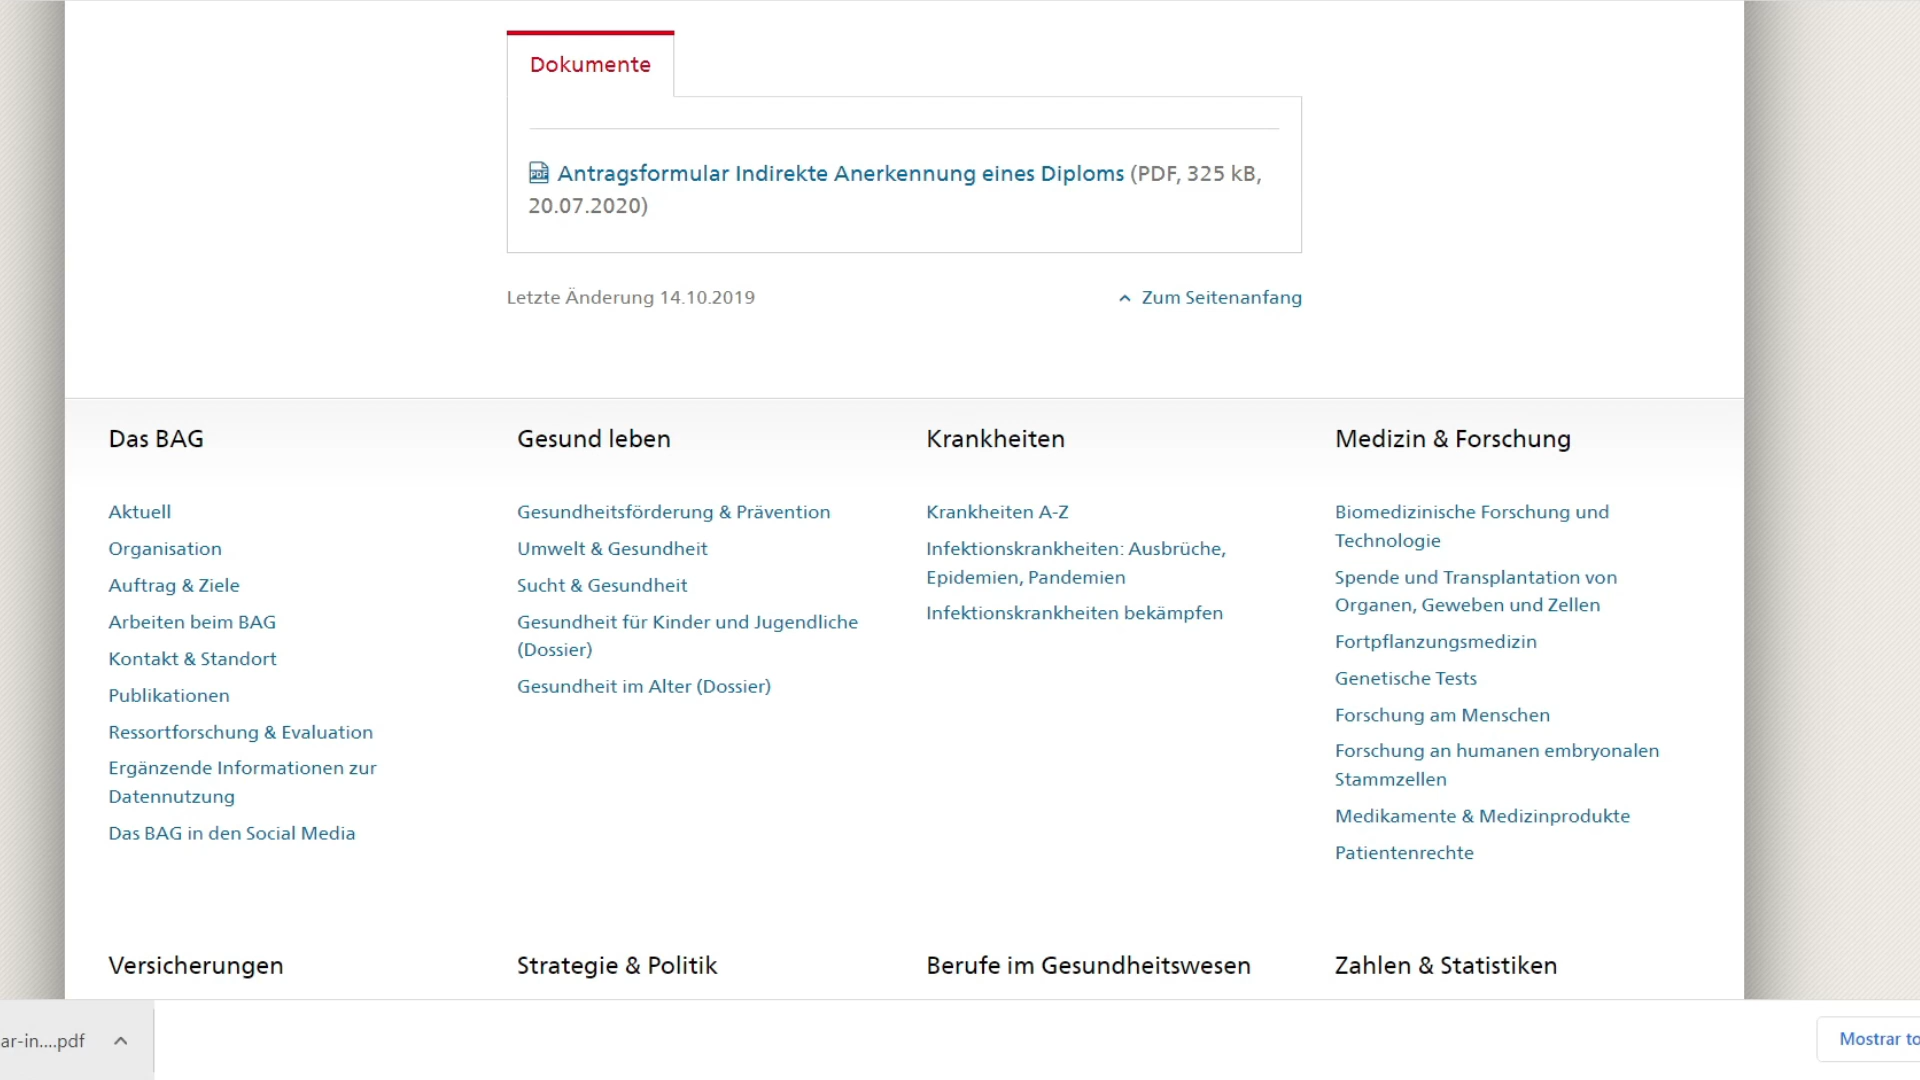 Dokumente
Antragsformular Indirekte Anerkennung eines Diploms (PDF, 325 kB,
20.07.2020)
Letzte Änderung 14.10.2019
Zum Seitenanfang
Das BAG
Aktuell
Organisation
Auftrag & Ziele
Arbeiten beim BAG
Kontakt & Standort
Publikationen
Ressortforschung & Evaluation
Ergänzende Informationen zur
Datennutzung
Das BAG in den Social Media
Gesund leben
Gesundheitsförderung & Prävention
Umwelt & Gesundheit
Sucht & Gesundheit
Gesundheit für Kinder und Jugendliche
(Dossier)
Gesundheit im Alter (Dossier)
Krankheiten
Krankheiten A-Z
Infektionskrankheiten: Ausbrüche,
Epidemien, Pandemien
Infektionskrankheiten bekämpfen
Medizin & Forschung
Biomedizinische Forschung und
Technologie
Spende und Transplantation von
Organen, Geweben und Zellen
Fortpflanzungsmedizin
Genetische Tests
Forschung am Menschen
Forschung an humanen embryonalen
Stammzellen
Medikamente & Medizinprodukte
Patientenrechte
Versicherungen
Strategie & Politik
Berufe im Gesundheitswesen
Zahlen & Statistiken
ar-in....pdf
Mostrar to